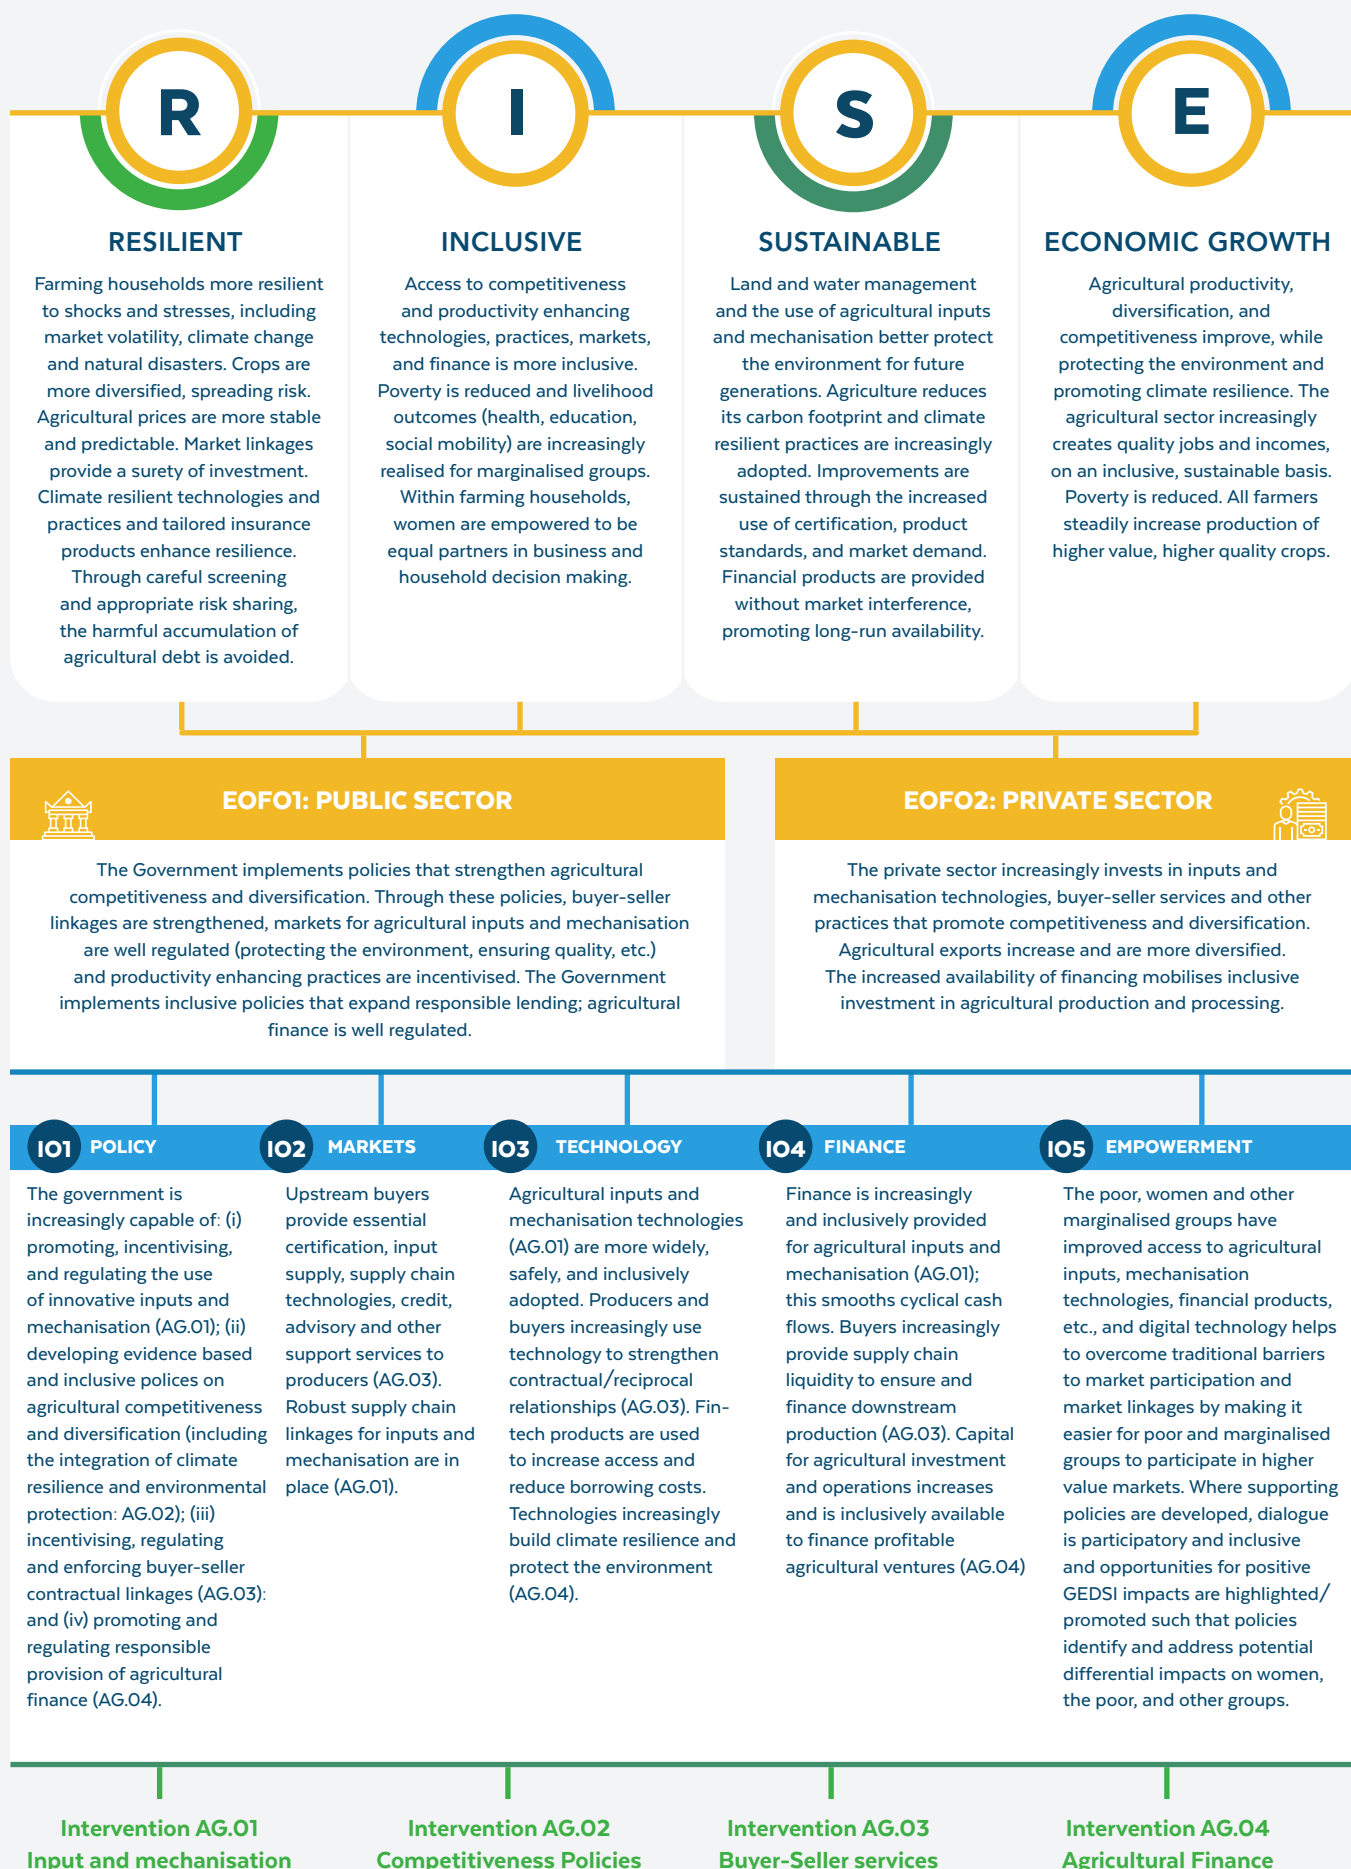 R
I
S
E
RESILIENT
Farming households more resilient
to shocks and stresses, including
market volatility, climate change
and natural disasters. Crops are
more diversified, spreading risk.
Agricultural prices are more stable
and predictable. Market linkages
provide a surety of investment.
Climate resilient technologies and
practices and tailored insurance
products enhance resilience.
Through careful screening
and appropriate risk sharing,
the harmful accumulation of
agricultural debt is avoided.
INCLUSIVE
Access to competitiveness
and productivity enhancing
technologies, practices, markets,
and finance is more inclusive.
Poverty is reduced and livelihood
outcomes (health, education,
social mobility) are increasingly
realised for marginalised groups.
Within farming households,
women are empowered to be
equal partners in business and
household decision making.
SUSTAINABLE
Land and water management
and the use of agricultural inputs
and mechanisation better protect
the environment for future
generations. Agriculture reduces
its carbon footprint and climate
resilient practices are increasingly
adopted. Improvements are
sustained through the increased
use of certification, product
standards, and market demand.
Financial products are provided
without market interference,
promoting long-run availability.
ECONOMIC GROWTH
Agricultural productivity,
diversification, and
competitiveness improve, while
protecting the environment and
promoting climate resilience. The
agricultural sector increasingly
creates quality jobs and incomes,
on an inclusive, sustainable basis.
Poverty is reduced. All farmers
steadily increase production of
higher value, higher quality crops.
EOFO1: PUBLIC SECTOR
The Government implements policies that strengthen agricultural
competitiveness and diversification. Through these policies, buyer-seller
linkages are strengthened, markets for agricultural inputs and mechanisation
are well regulated (protecting the environment, ensuring quality, etc.)
and productivity enhancing practices are incentivised. The Government
implements inclusive policies that expand responsible lending; agricultural
finance is well regulated.
EOFO2: PRIVATE SECTOR
The private sector increasingly invests in inputs and
mechanisation technologies, buyer-seller services and other
practices that promote competitiveness and diversification.
Agricultural exports increase and are more diversified.
The increased availability of financing mobilises inclusive
investment in agricultural production and processing.
IO1 POLICY
The government is
increasingly capable of: (i)
promoting, incentivising,
and regulating the use
of innovative inputs and
mechanisation (AG.01); (ii)
developing evidence based
and inclusive polices on
agricultural competitiveness
and diversification (including
the integration of climate
resilience and environmental
protection: AG.02); (iii)
incentivising, regulating
and enforcing buyer-seller
contractual linkages (AG.03):
and (iv) promoting and
regulating responsible
provision of agricultural
finance (AG.04).
IO2 MARKETS
Upstream buyers
provide essential
certification, input
supply, supply chain
technologies, credit,
advisory and other
support services to
producers (AG.03).
Robust supply chain
linkages for inputs and
mechanisation are in
place (AG.01).
IO3 TECHNOLOGY
Agricultural inputs and
mechanisation technologies
(AG.01) are more widely,
safely, and inclusively
adopted. Producers and
buyers increasingly use
technology to strengthen
contractual/reciprocal
relationships (AG.03). Fin-
tech products are used
to increase access and
reduce borrowing costs.
Technologies increasingly
build climate resilience and
protect the environment
(AG.04).
IO4 FINANCE
Finance is increasingly
and inclusively provided
for agricultural inputs and
mechanisation (AG.01);
this smooths cyclical cash
flows. Buyers increasingly
provide supply chain
liquidity to ensure and
finance downstream
production (AG.03). Capital
for agricultural investment
and operations increases
and is inclusively available
to finance profitable
agricultural ventures (AG.04)
IO5 EMPOWERMENT
The poor, women and other
marginalised groups have
improved access to agricultural
inputs, mechanisation
technologies, financial products,
etc., and digital technology helps
to overcome traditional barriers
to market participation and
market linkages by making it
easier for poor and marginalised
groups to participate in higher
value markets. Where supporting
policies are developed, dialogue
is participatory and inclusive
and opportunities for positive
GEDSI impacts are highlighted/
promoted such that policies
identify and address potential
differential impacts on women,
the poor, and other groups.
Intervention AG.01
Input and mechanisation
Intervention AG.02
Competitiveness Policies
Intervention AG.03
Buyer-Seller services
Intervention AG.04
Agricultural Finance